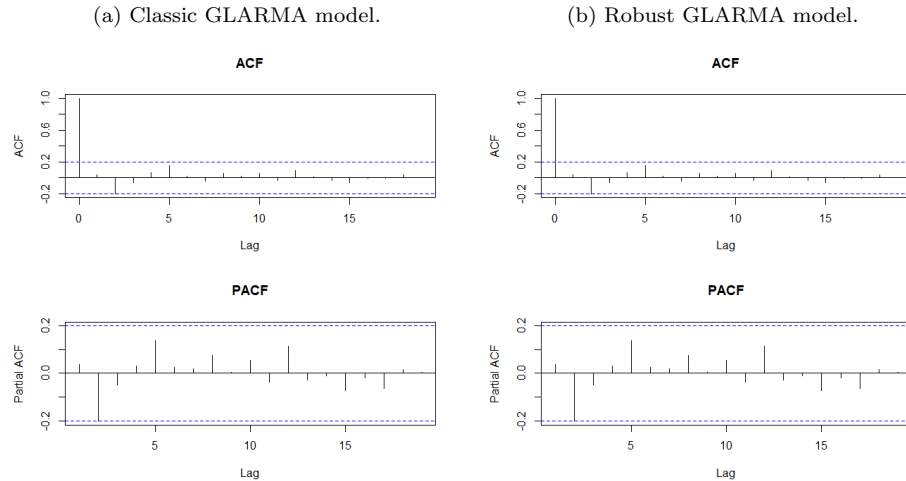 (a) Classic GLARMA model.
ACF
ACF
1.0
0.6
0.2
-0.2
0 5 10 15
Lag
PACF
Partial ACF
0.2
0.0
-0.2
5 10 15
Lag
(b) Robust GLARMA model.
ACF
ACF
1.0
0.6
0.2
-0.2
0 5 10 15
Lag
PACF
Partial ACF
0.2
0.0
-0.2
5 10 15
Lag